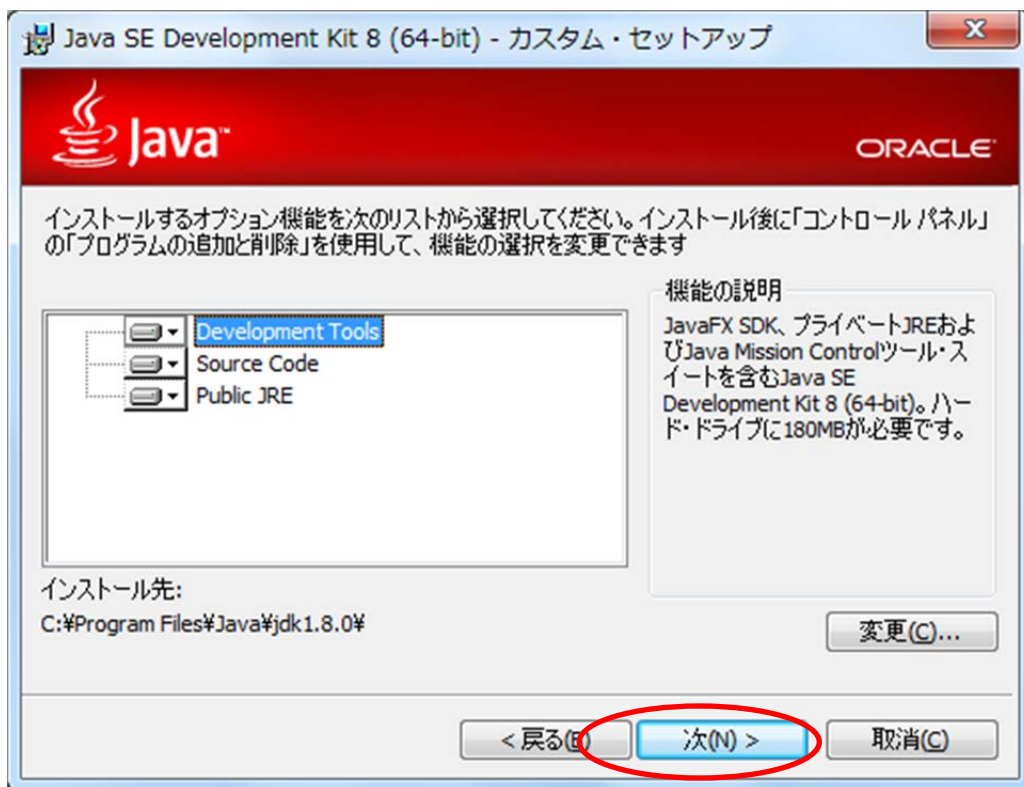 Java SE Development Kit 8 (64-bit) - カスタム・セットアップ
Java™
ORACLE
インストールするオプション機能を次のリストから選択してください。インストール後に「コントロール パネル」
の「プログラムの追加と削除」を使用して、機能の選択を変更できます
Development Tools
Source Code
Public JRE
機能の説明
JavaFX SDK、プライベートJREおよ
びJava Mission Controlツール・ス
イートを含むJava SE
Development Kit 8 (64-bit)。ハー
ド・ドライブに180MBが必要です。
インストール先:
C:¥Program Files¥Java¥jdk1.8.0¥
変更(C)...
< 戻る(B)
次(N) >
取消(C)